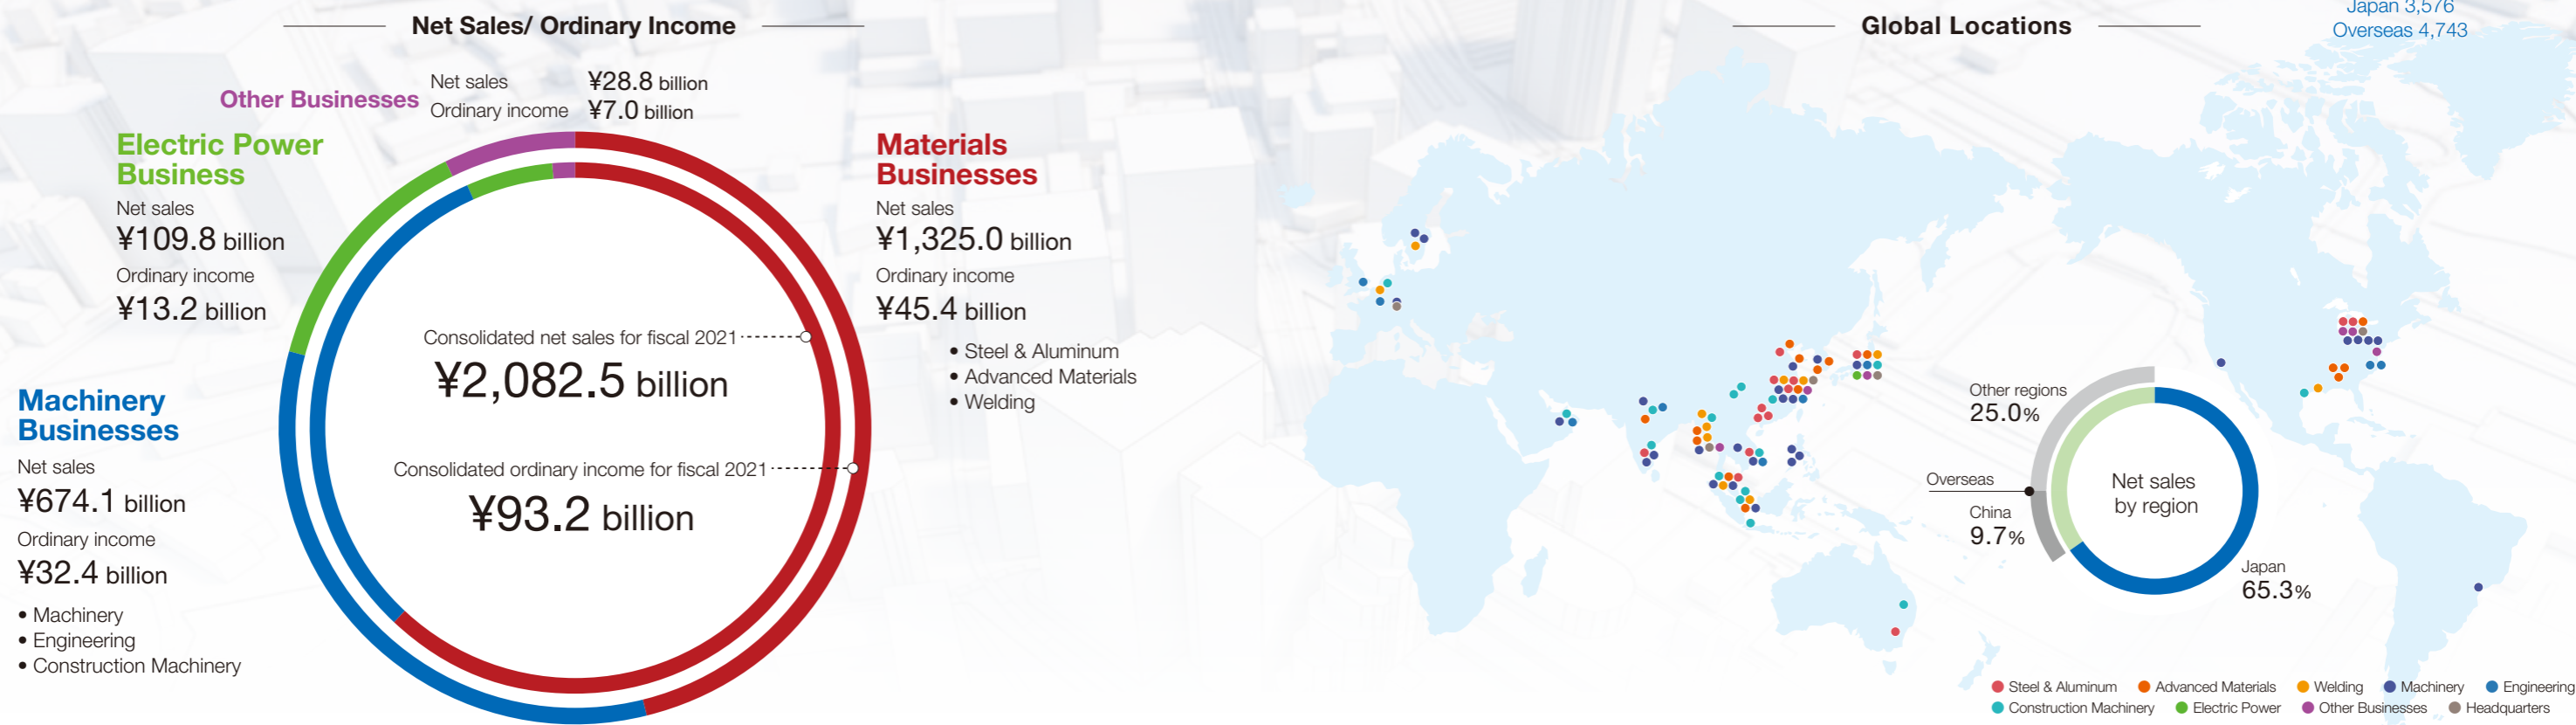 Net Sales/ Ordinary Income
Other Businesses
Net sales ¥28.8 billion
Ordinary income ¥7.0 billion
Electric Power
Business
Net sales
¥109.8 billion
Ordinary income
¥13.2 billion
Machinery
Businesses
Net sales
¥674.1 billion
Ordinary income
¥32.4 billion
• Machinery
• Engineering
• Construction Machinery
Consolidated net sales for fiscal 2021
¥2,082.5 billion
Consolidated ordinary income for fiscal 2021
¥93.2 billion
Materials
Businesses
Net sales
¥1,325.0 billion
Ordinary income
¥45.4 billion
• Steel & Aluminum
• Advanced Materials
• Welding
Global Locations
Japan 3,576
Overseas 4,743
Other regions
25.0%
Overseas
China
9.7%
Net sales
by region
Japan
65.3%
Steel & Aluminum
Advanced Materials
Welding
Machinery
Engineering
Construction Machinery
Electric Power
Other Businesses
Headquarters